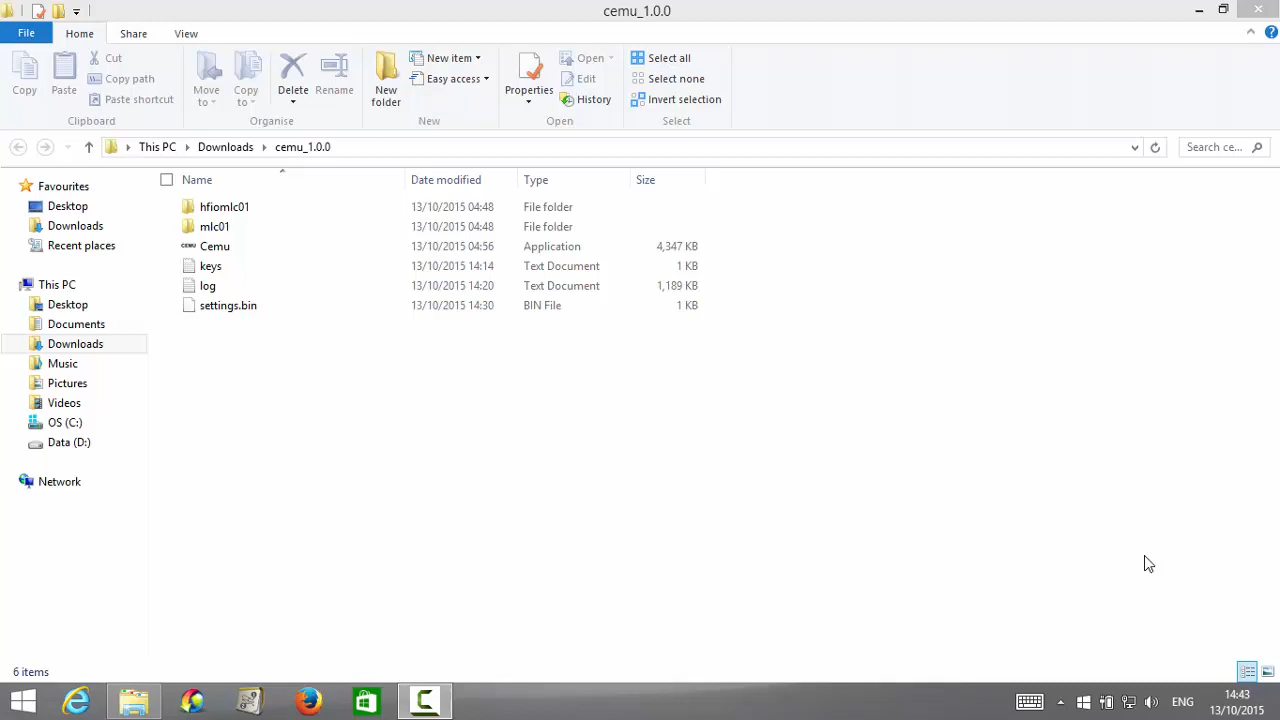 cemu_1.0.0
File Home Share View
Copy
Paste
Cut
Copy path
Paste shortcut
Clipboard
Move to
Copy to
Delete
Rename
Organise
New folder
New item
Easy access
New
Properties
Open
Edit
History
Open
Select all
Select none
Invert selection
Select
This PC Downloads cemu_1.0.0
Search ce...
Name Date modified Type Size
hfiomlc01 13/10/2015 04:48 File folder
mlc01 13/10/2015 04:48 File folder
CEMU Cemu 13/10/2015 04:56 Application 4,347 KB
keys 13/10/2015 14:14 Text Document 1 KB
log 13/10/2015 14:20 Text Document 1,189 KB
settings.bin 13/10/2015 14:30 BIN File 1 KB
Favourites
Desktop
Downloads
Recent places
This PC
Desktop
Documents
Downloads
Music
Pictures
Videos
OS (C:)
Data (D:)
Network
6 items
ENG
14:43
13/10/2015